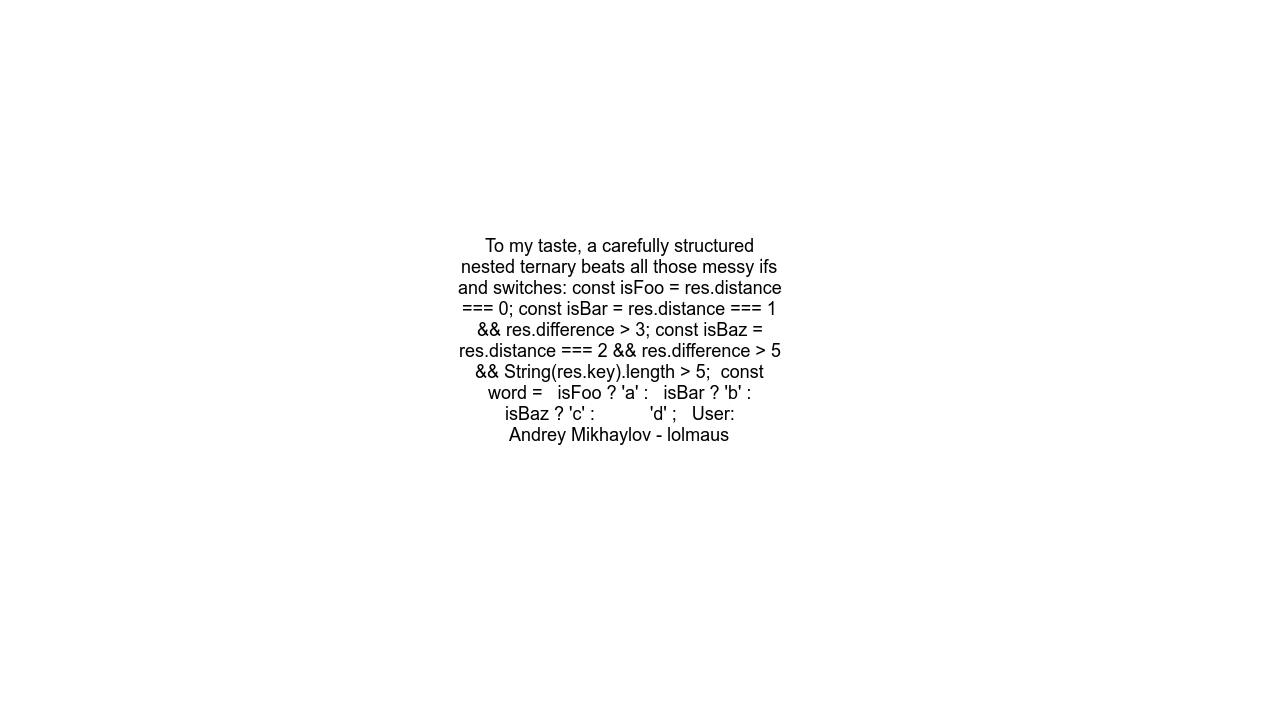 To my taste, a carefully structured
nested ternary beats all those messy ifs
and switches: const isFoo = res.distance
=== 0; const isBar = res.distance === 1
&& res.difference > 3; const isBaz =
res.distance === 2 && res.difference > 5
&& String(res.key).length > 5;  const
word =   isFoo ? 'a' :   isBar ? 'b' :
isBaz ? 'c' :           'd' ;   User:
Andrey Mikhaylov - lolmaus